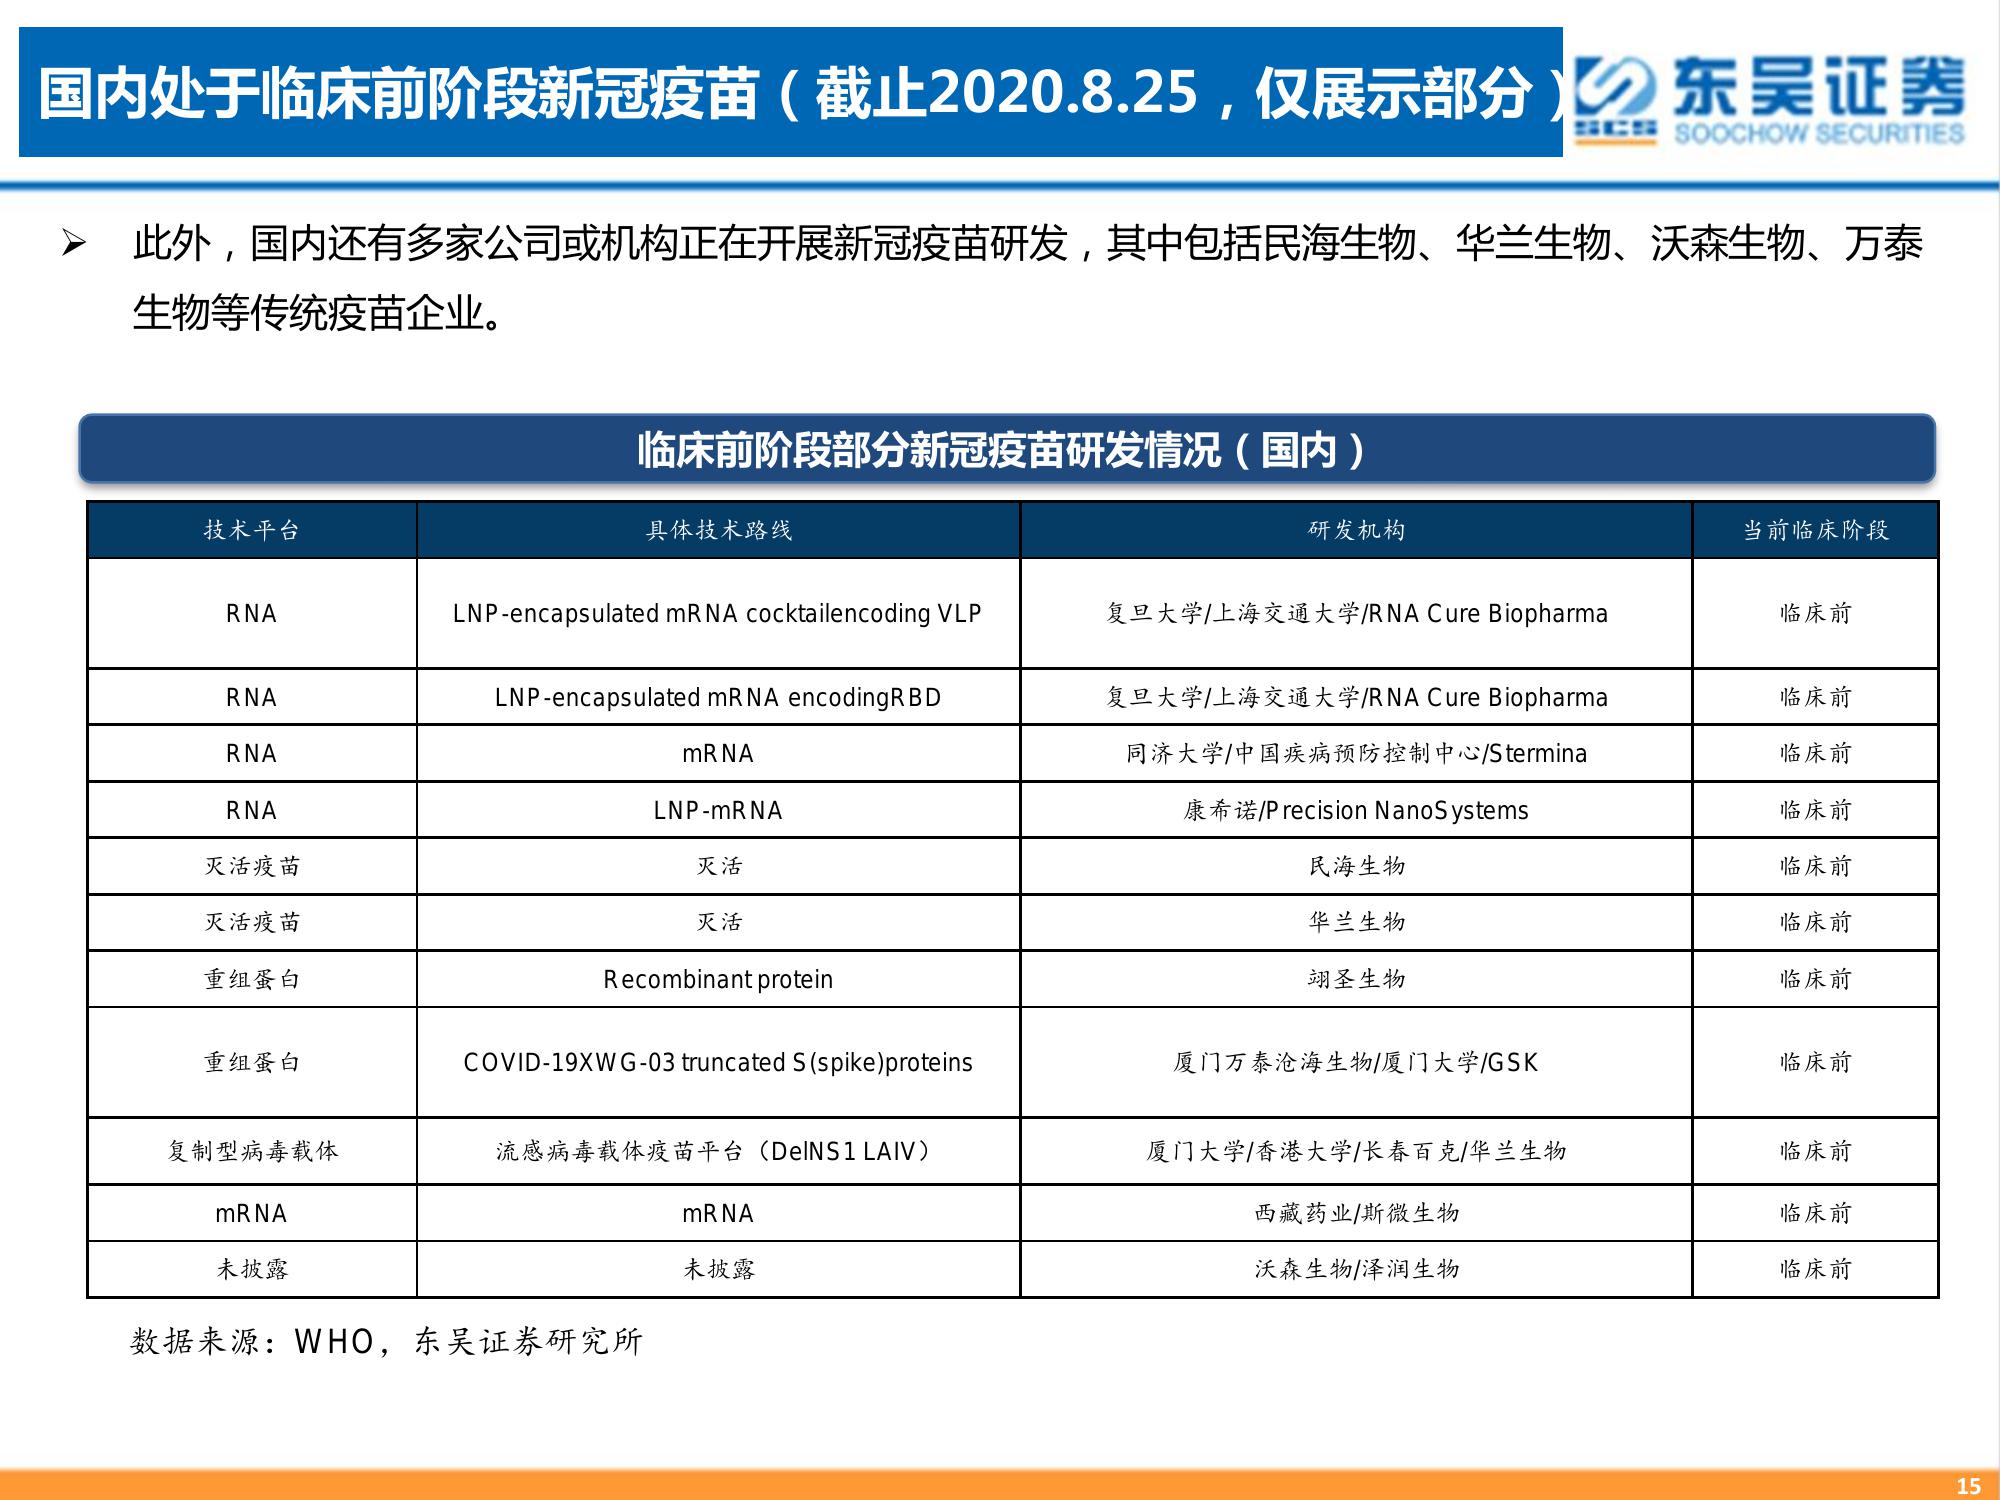 国内处于临床前阶段新冠疫苗（截止2020.8.25，仅展示部分）
SCS
东吴证券
SOOCHOW SECURITIES
此外，国内还有多家公司或机构正在开展新冠疫苗研发，其中包括民海生物、华兰生物、沃森生物、万泰
生物等传统疫苗企业。
临床前阶段部分新冠疫苗研发情况（国内）
技术平台 具体技术路线 研发机构 当前临床阶段
RNA LNP-encapsulated mRNA cocktailencoding VLP 复旦大学/上海交通大学/RNA Cure Biopharma 临床前
RNA LNP-encapsulated mRNA encodingRBD 复旦大学/上海交通大学/RNA Cure Biopharma 临床前
RNA mRNA 同济大学/中国疾病预防控制中心/Stermina 临床前
RNA LNP-mRNA 康希诺/Precision NanoSystems 临床前
灭活疫苗 灭活 民海生物 临床前
灭活疫苗 灭活 华兰生物 临床前
重组蛋白 Recombinant protein 翊圣生物 临床前
重组蛋白 COVID-19XWG-03 truncated S(spike)proteins 厦门万泰沧海生物/厦门大学/GSK 临床前
复制型病毒载体 流感病毒载体疫苗平台（DelNS1 LAIV） 厦门大学/香港大学/长春百克/华兰生物 临床前
mRNA mRNA 西藏药业/斯微生物 临床前
未披露 未披露 沃森生物/泽润生物 临床前
数据来源：WHO，东吴证券研究所
15